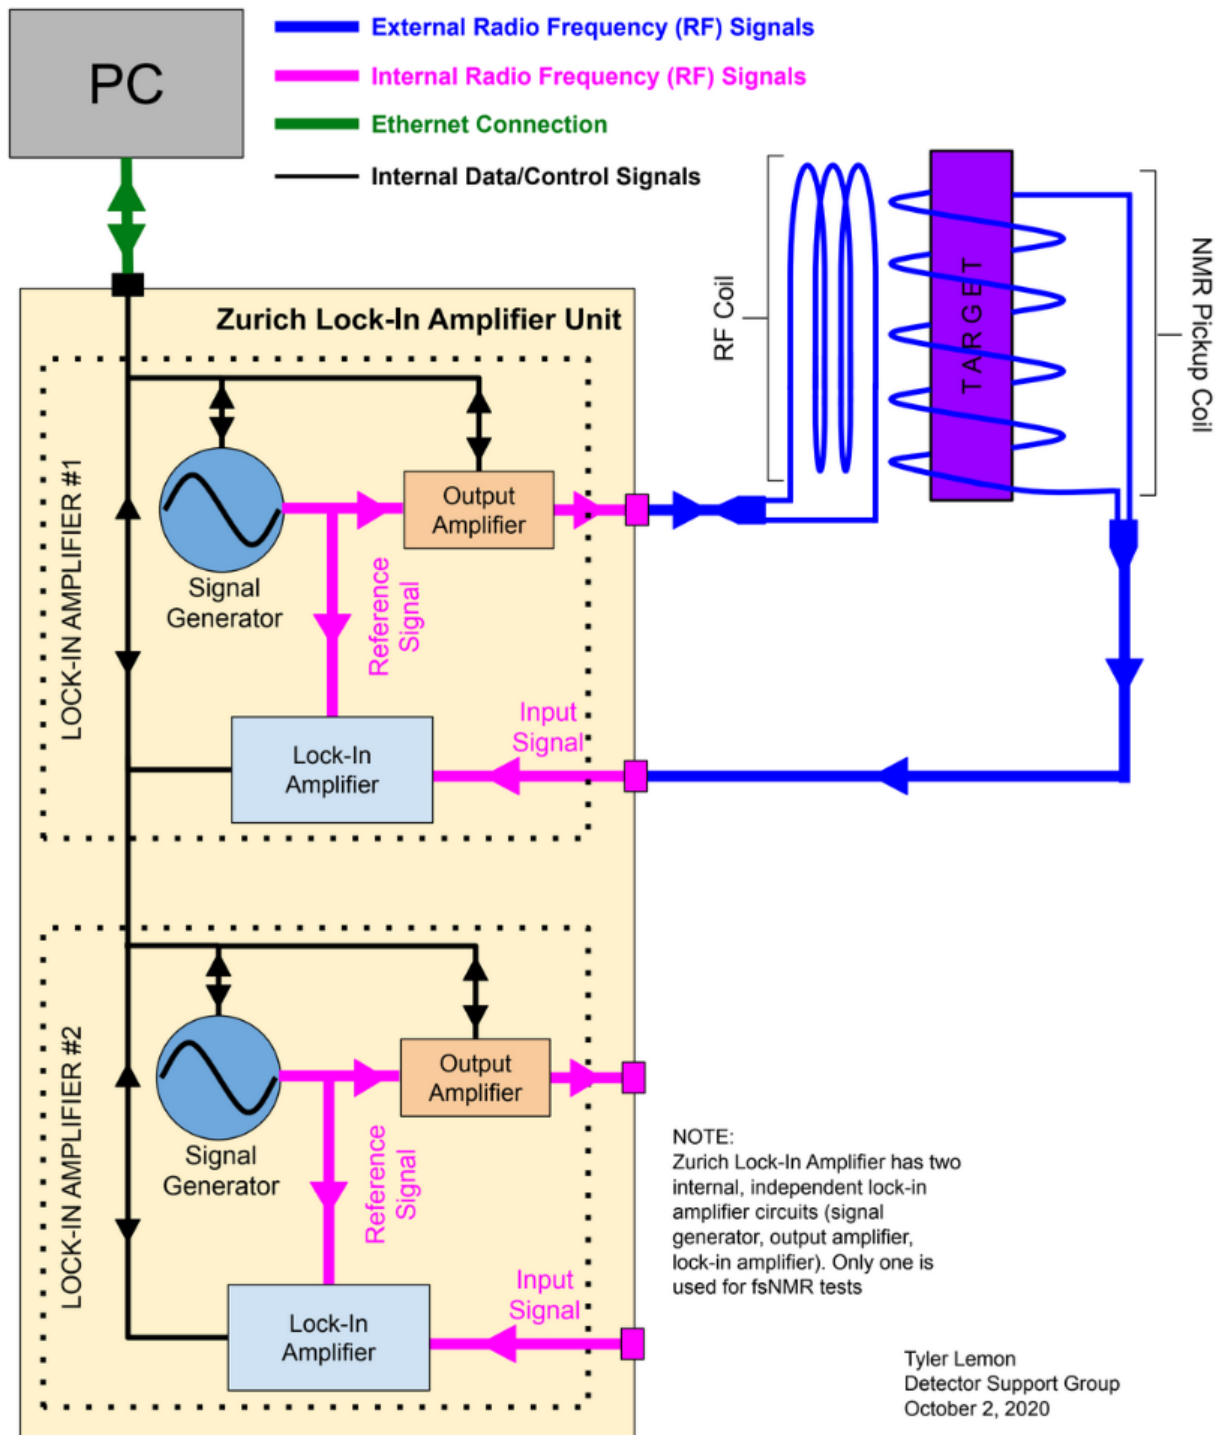 PC
External Radio Frequency (RF) Signals
Internal Radio Frequency (RF) Signals
Ethernet Connection
Internal Data/Control Signals
RF Coil
TARGET
NMR Pickup Coil
Zurich Lock-In Amplifier Unit
LOCK-IN AMPLIFIER #1
Signal
Generator
Output
Amplifier
Reference
Signal
Input
Signal
Lock-In
Amplifier
LOCK-IN AMPLIFIER #2
Signal
Generator
Output
Amplifier
Reference
Signal
Input
Signal
Lock-In
Amplifier
NOTE:
Zurich Lock-In Amplifier has two
internal, independent lock-in
amplifier circuits (signal
generator, output amplifier,
lock-in amplifier). Only one is
used for fsNMR tests
Tyler Lemon
Detector Support Group
October 2, 2020